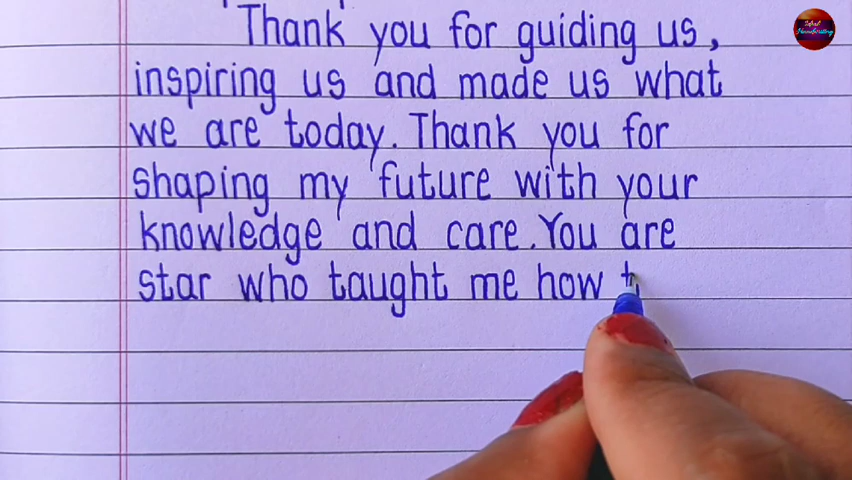 Thank you for guiding us,
inspiring us and made us what
we are today. Thank you for
shaping my future with your
knowledge and care. You are
star who taught me how t